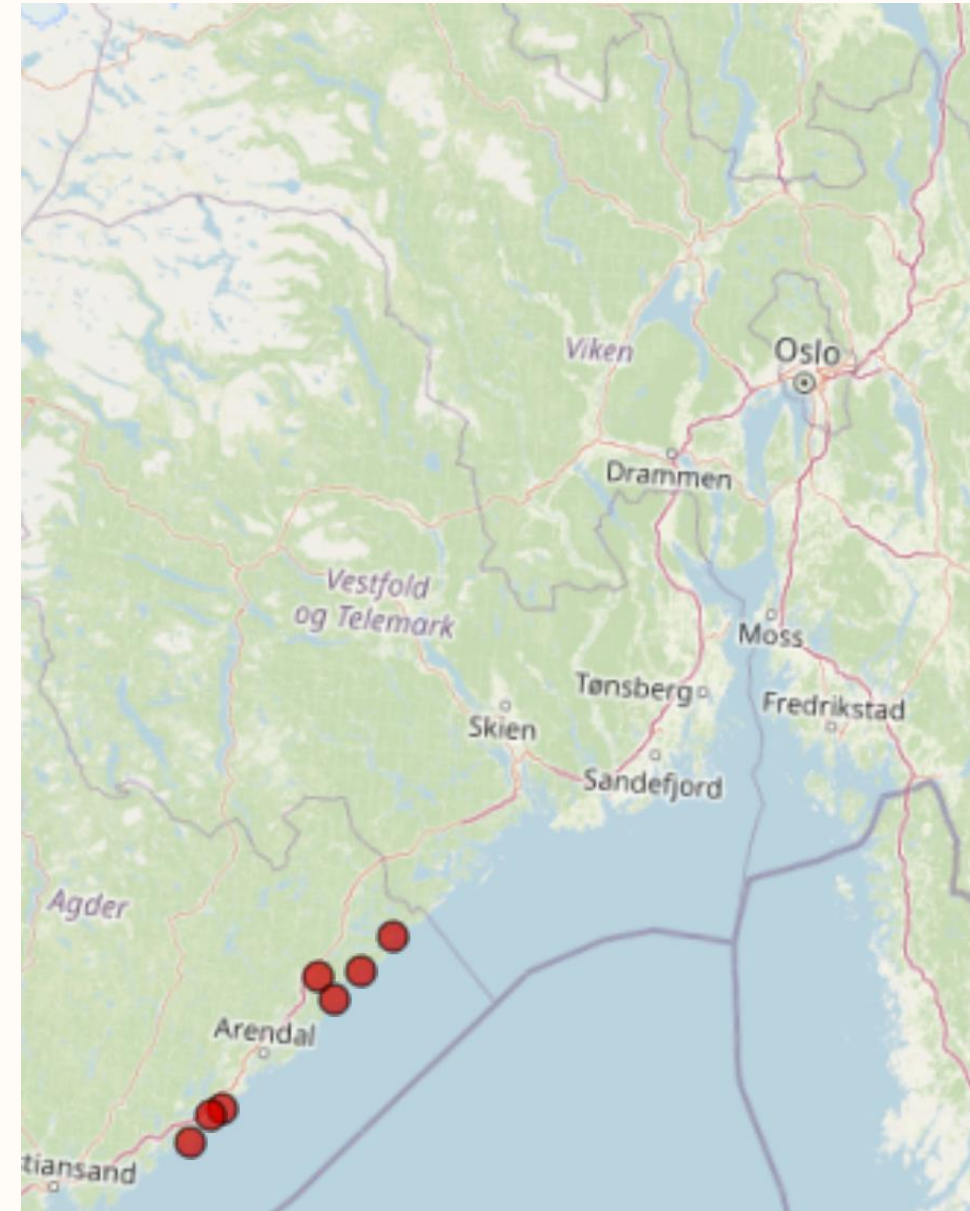 Viken
Oslo
Drammen
Vestfold
og Telemark
Moss
Tønsberg
Fredrikstad
Skien
Sandefjord
Agder
Arendal
tiansand